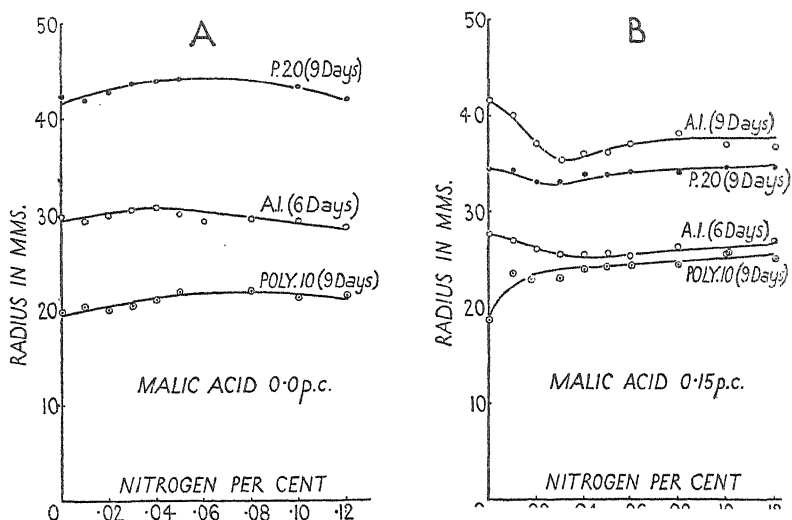 A
50
40
30
20
10
RADIUS IN MMS.
P.20 (9 Days)
A.I. (6 Days)
POLY.10 (9 Days)
MALIC ACID 0·0 p.c.
NITROGEN PER CENT
0 ·02 ·04 ·06 ·08 ·10 ·12
B
50
40
30
20
10
0
RADIUS IN MMS.
A.I. (9 Days)
P.20 (9 Days)
A.I. (6 Days)
POLY.10 (9 Days)
MALIC ACID 0·15 p.c.
NITROGEN PER CENT